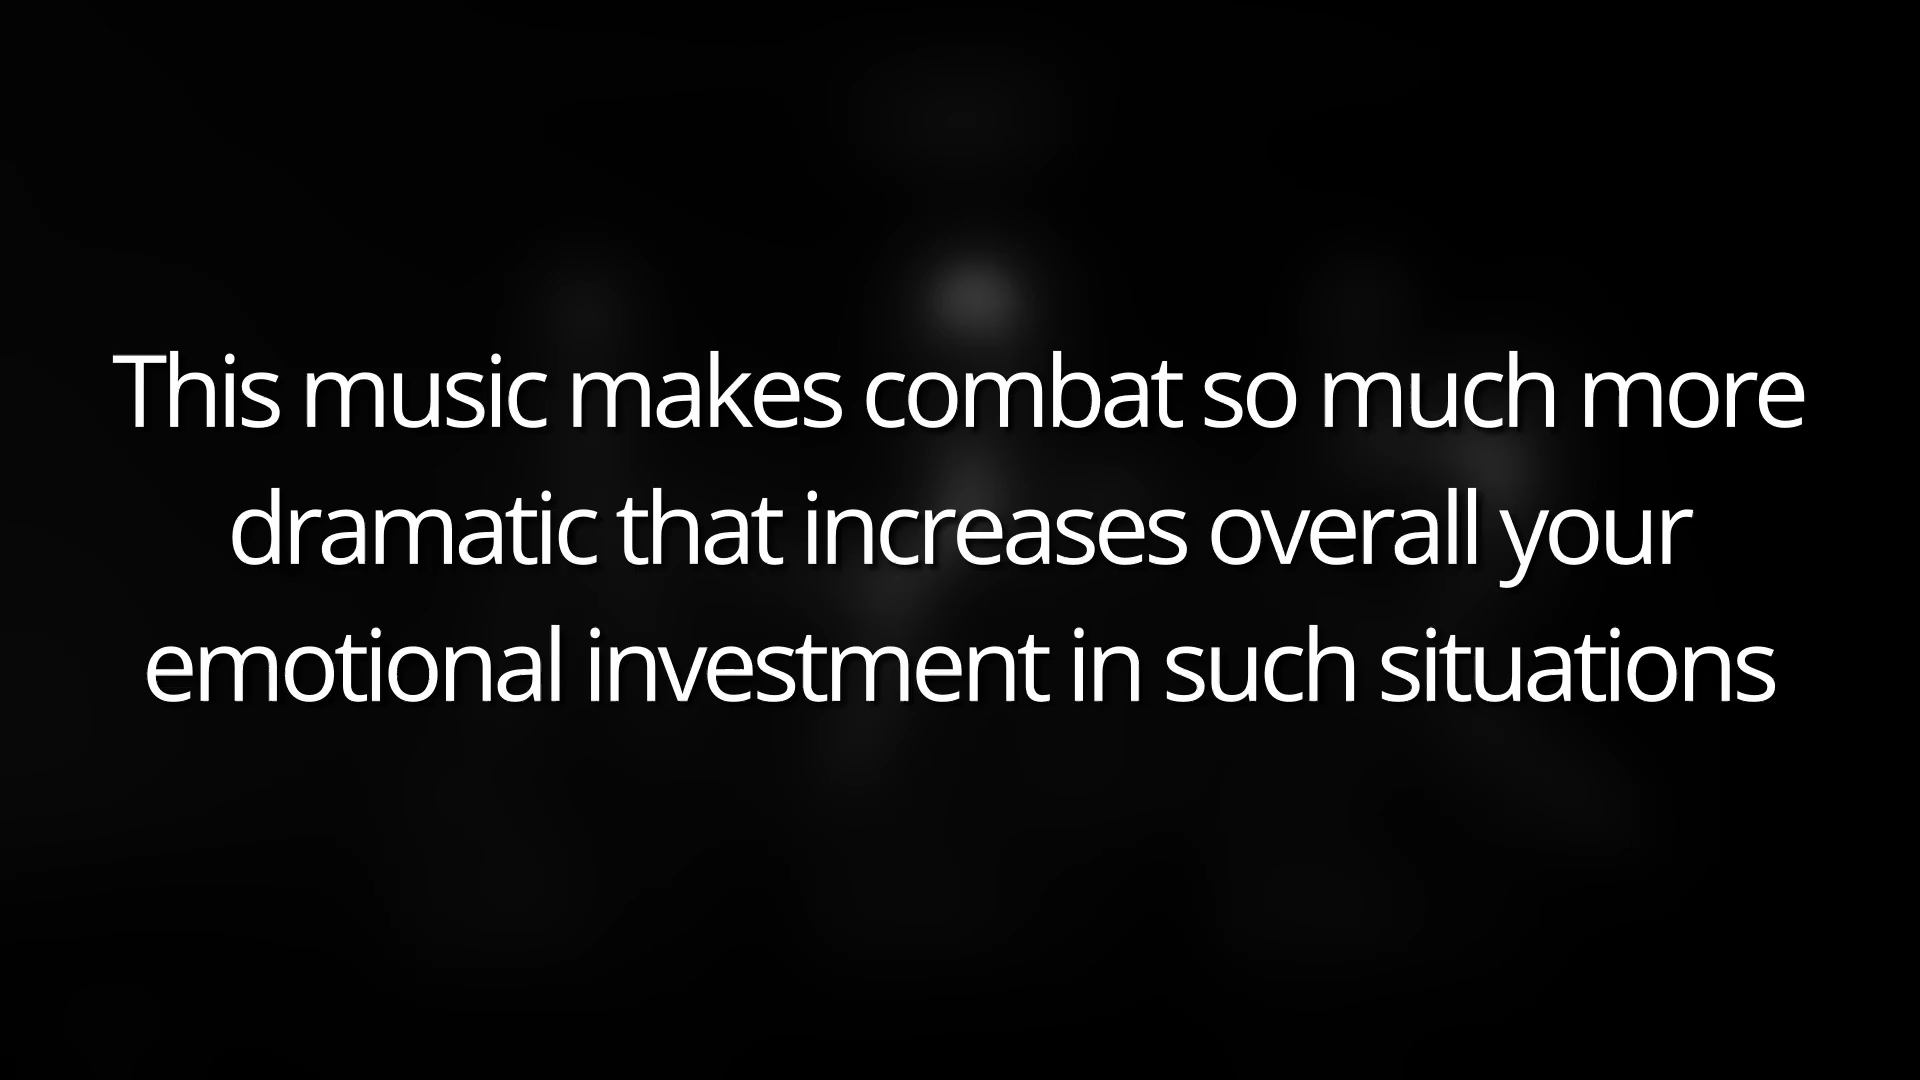 This music makes combat so much more
dramatic that increases overall your
emotional investment in such situations